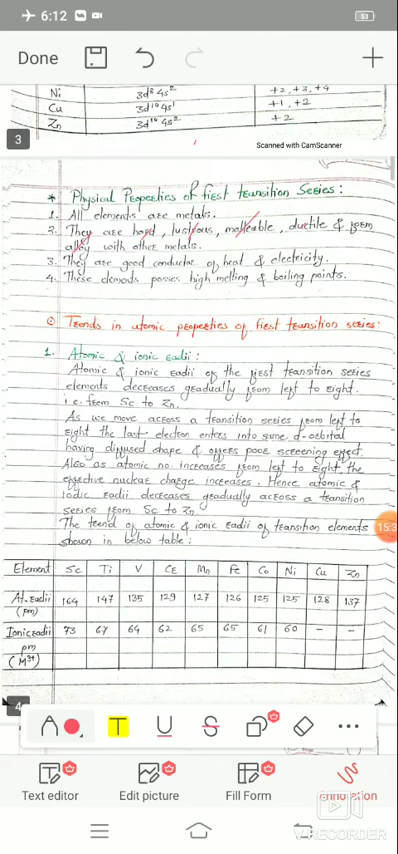 6:12
53
Done
Ni 3d8 4s2 +2, +3, +4
Cu 3d10 4s1 +1, +2
Zn 3d10 4s2 +2
3
Scanned with CamScanner
* Physical Properties of first transition Series :
1. All elements are metals.
2. They are hard, lustrous, malleable, ductile & form
alloy with other metals.
3. They are good conductor of heat & electricity.
4. These elements posses high melting & boiling points.
Trends in atomic properties of first transition series:
1. Atomic & ionic radii :
Atomic & ionic radii of the first transition series
elements decreases gradually from left to right.
i.e. from Sc to Zn.
As we move across a transition series from left to
right the last electron enters into same d-orbital
having diffused shape & offers poor screening effect.
Also as atomic no increases from left to right the
effective nuclear charge increases. Hence atomic &
iodic radii decreases gradually across a transition
series from Sc to Zn.
The trend of atomic & ionic radii of transition elements
shown in below table :
15:3
Element Sc Ti V Cr Mn Fe Co Ni Cu Zn
At. radii 164 147 135 129 127 126 125 125 128 137
(pm)
Ionic radii 73 67 64 62 65 65 61 60 - -
pm
(M3+)
4
Text editor
Edit picture
Fill Form
Annotation
V RECORDER